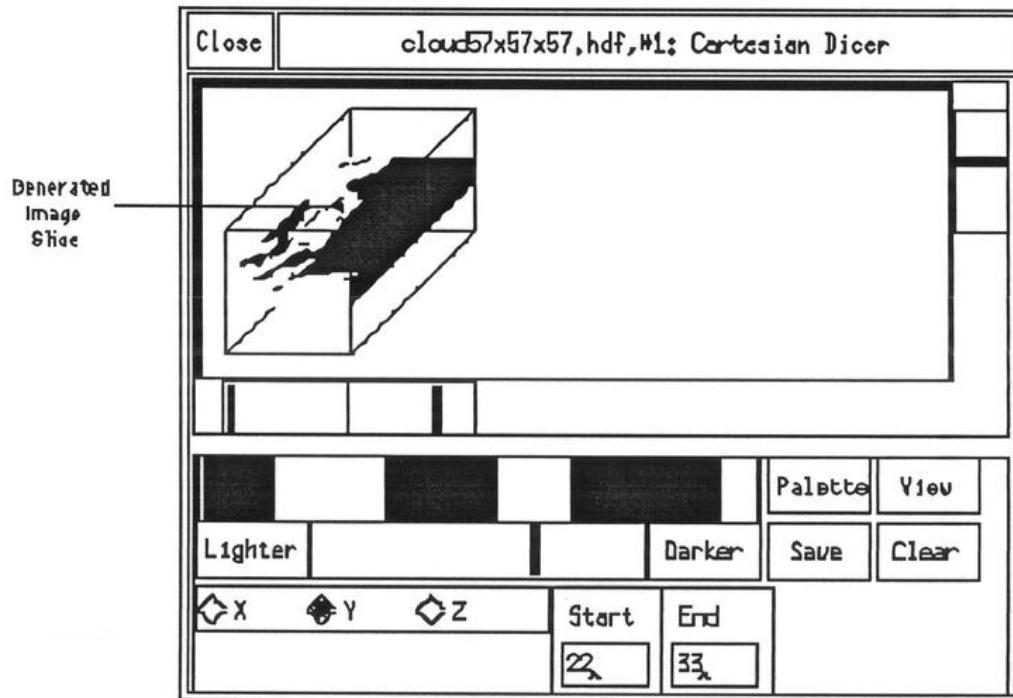 Close
cloud57x57x57.hdf,#1: Cartesian Dicer
Generated
Image
Slice
Palette
View
Lighter
Darker
Save
Clear
X
Y
Z
Start
End
22
33